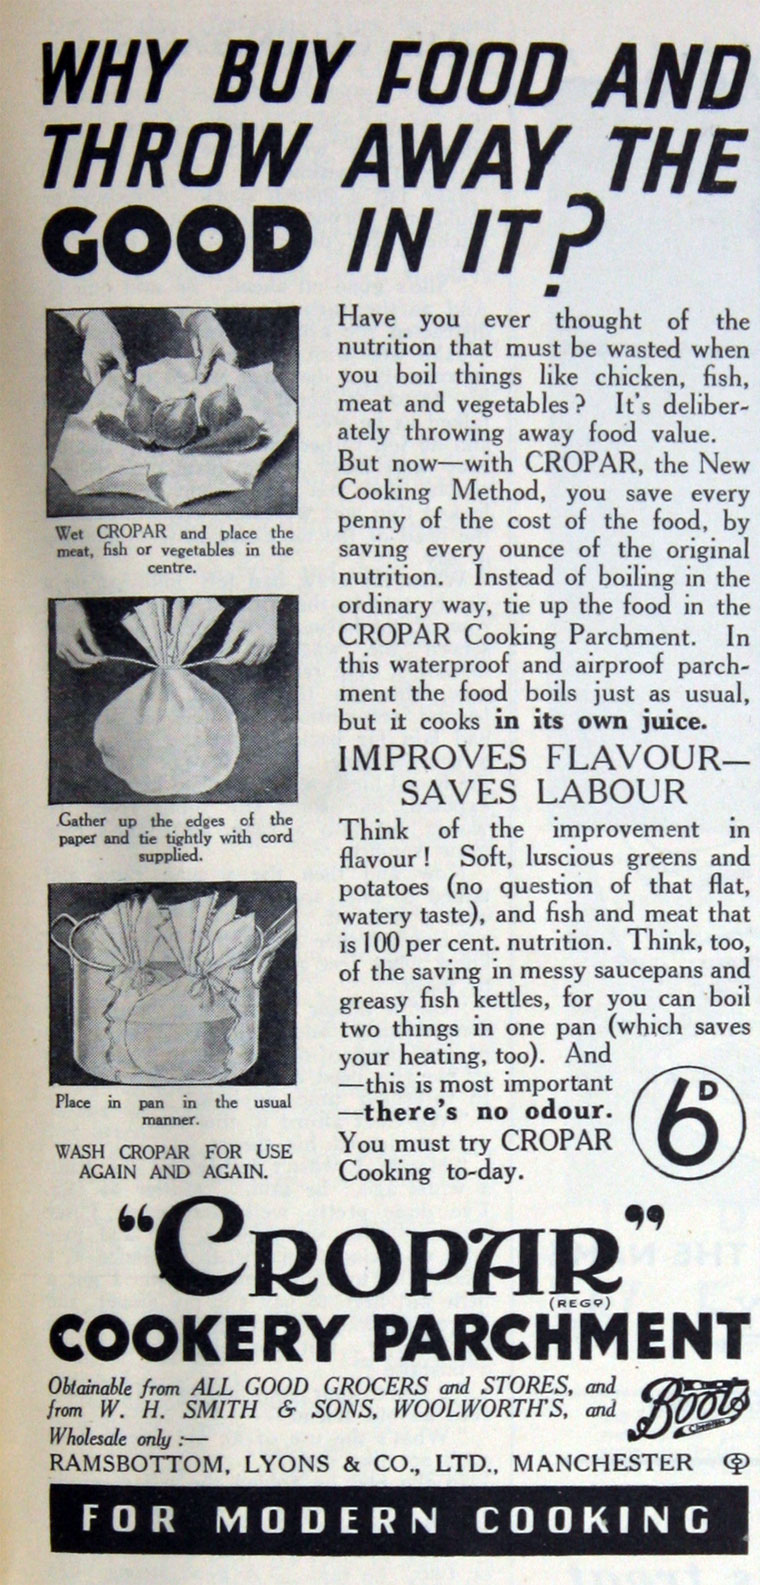 WHY BUY FOOD AND
THROW AWAY THE
GOOD IN IT?
Wet CROPAR and place the
meat, fish or vegetables in the
centre.
Gather up the edges of the
paper and tie tightly with cord
supplied.
Place in pan in the usual
manner.
WASH CROPAR FOR USE
AGAIN AND AGAIN.
Have you ever thought of the
nutrition that must be wasted when
you boil things like chicken, fish,
meat and vegetables? It's deliber-
ately throwing away food value.
But now—with CROPAR, the New
Cooking Method, you save every
penny of the cost of the food, by
saving every ounce of the original
nutrition. Instead of boiling in the
ordinary way, tie up the food in the
CROPAR Cooking Parchment. In
this waterproof and airproof parch-
ment the food boils just as usual,
but it cooks in its own juice.
IMPROVES FLAVOUR—
SAVES LABOUR
Think of the improvement in
flavour! Soft, luscious greens and
potatoes (no question of that flat,
watery taste), and fish and meat that
is 100 per cent. nutrition. Think, too,
of the saving in messy saucepans and
greasy fish kettles, for you can boil
two things in one pan (which saves
your heating, too). And
—this is most important
—there's no odour.
You must try CROPAR
Cooking to-day.
6D
"CROPAR"
(REGD)
COOKERY PARCHMENT
Obtainable from ALL GOOD GROCERS and STORES, and
from W. H. SMITH & SONS, WOOLWORTH'S, and
Boots
Wholesale only :—
RAMSBOTTOM, LYONS & CO., LTD., MANCHESTER
FOR MODERN COOKING